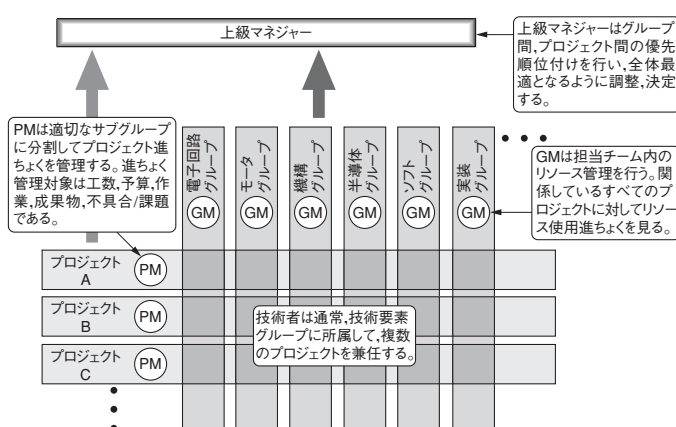 上級マネジャー
上級マネジャーはグループ
間,プロジェクト間の優先
順位付けを行い,全体最
適となるように調整,決定
する。
PMは適切なサブグループ
に分割してプロジェクト進
ちょくを管理する。進ちょく
管理対象は工数,予算,作
業,成果物,不具合/課題
である。
電子回路
グループ
モータ
グループ
機構
グループ
半導体
グループ
ソフト
グループ
実装
グループ
GM
GM
GM
GM
GM
GM
GMは担当チーム内の
リソース管理を行う。関
係しているすべてのプ
ロジェクトに対してリソー
ス使用進ちょくを見る。
プロジェクト
A
PM
プロジェクト
B
PM
プロジェクト
C
PM
技術者は通常,技術要素
グループに所属して,複数
のプロジェクトを兼任する。